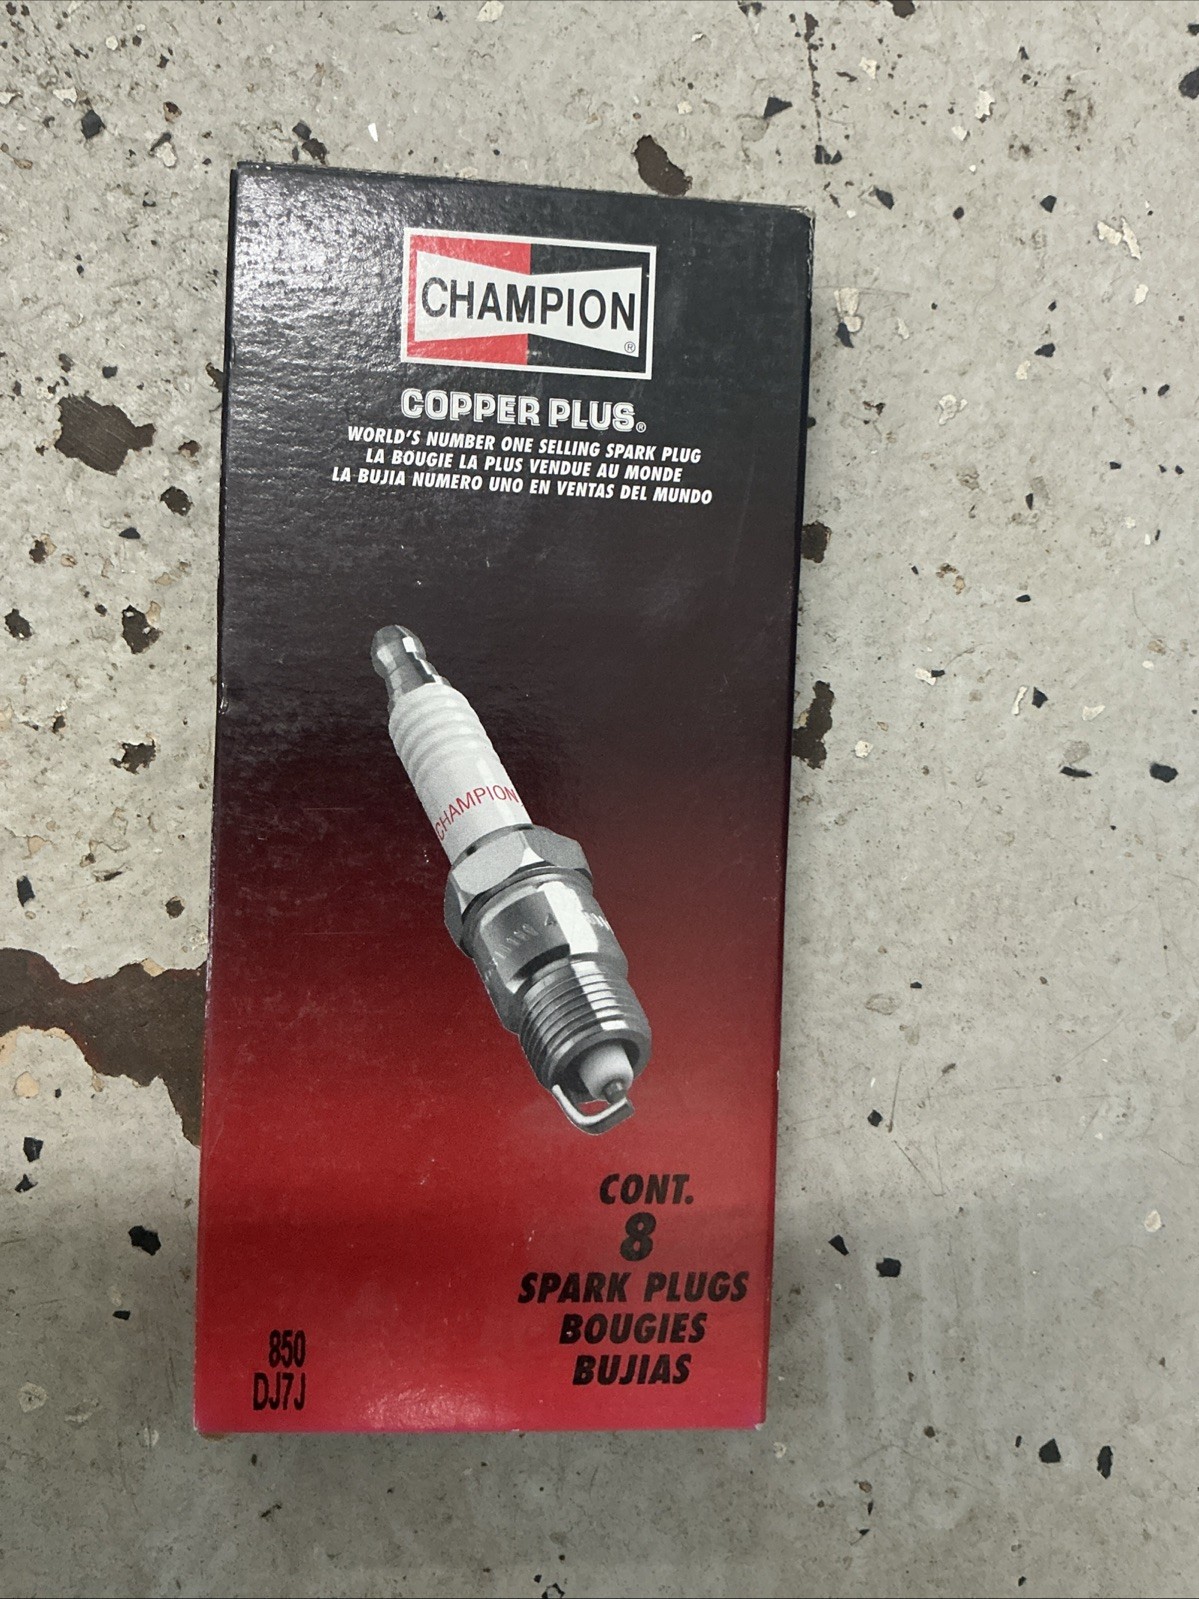 CHAMPION
®
COPPER PLUS®
WORLD'S NUMBER ONE SELLING SPARK PLUG
LA BOUGIE LA PLUS VENDUE AU MONDE
LA BUJIA NUMERO UNO EN VENTAS DEL MUNDO
CHAMPION
CONT.
8
SPARK PLUGS
BOUGIES
BUJIAS
850
DJ7J